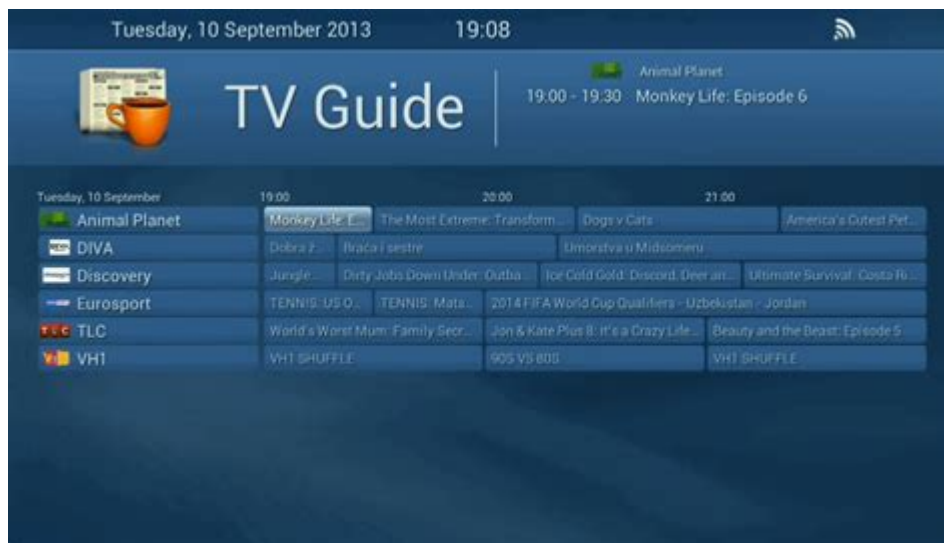 Tuesday, 10 September 2013 19:08
TV Guide
Animal Planet
19:00 - 19:30 Monkey Life: Episode 6
Tuesday, 10 September 19:00 20:00 21:00
Animal Planet Monkey Life: E... The Most Extreme: Transform... Dogs v Cats America's Cutest Pet...
DIVA Dobra ž... Braća i sestre Umorstva u Midsomeru
Discovery Jungle... Dirty Jobs Down Under: Outba... Ice Cold Gold: Discord, Deer an... Ultimate Survival: Costa Ri...
Eurosport TENNIS: US O... TENNIS: Mats... 2014 FIFA World Cup Qualifiers - Uzbekistan - Jordan
TLC TLC World's Worst Mum: Family Secr... Jon & Kate Plus 8: It's a Crazy Life... Beauty and the Beast: Episode 5
VH1 VH1 SHUFFLE 90S VS 80S VH1 SHUFFLE